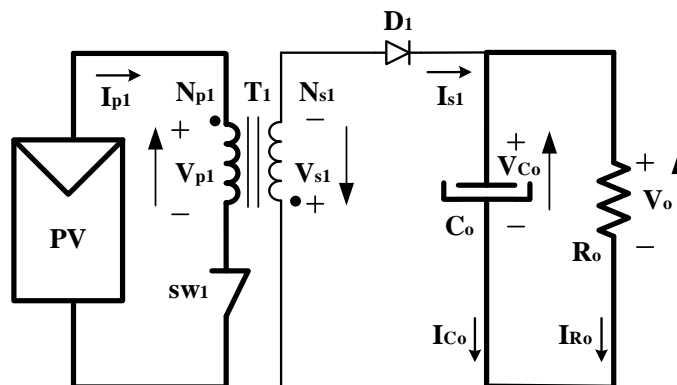 D1
Ip1
Np1
T1
Ns1
Is1
+
−
+
Vp1
Vs1
VCo
+
PV
−
+
Co
−
Vo
Ro
−
sw1
ICo
IRo